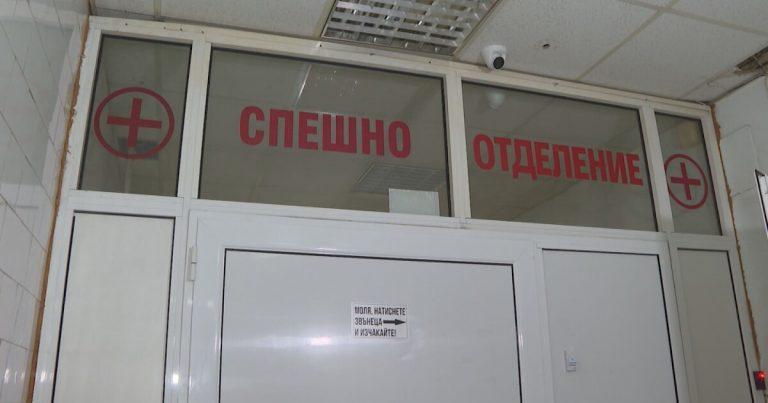 СПЕШНО ОТДЕЛЕНИЕ
МОЛЯ, НАТИСНЕТЕ
ЗВЪНЕЦА
И ИЗЧАКАЙТЕ!